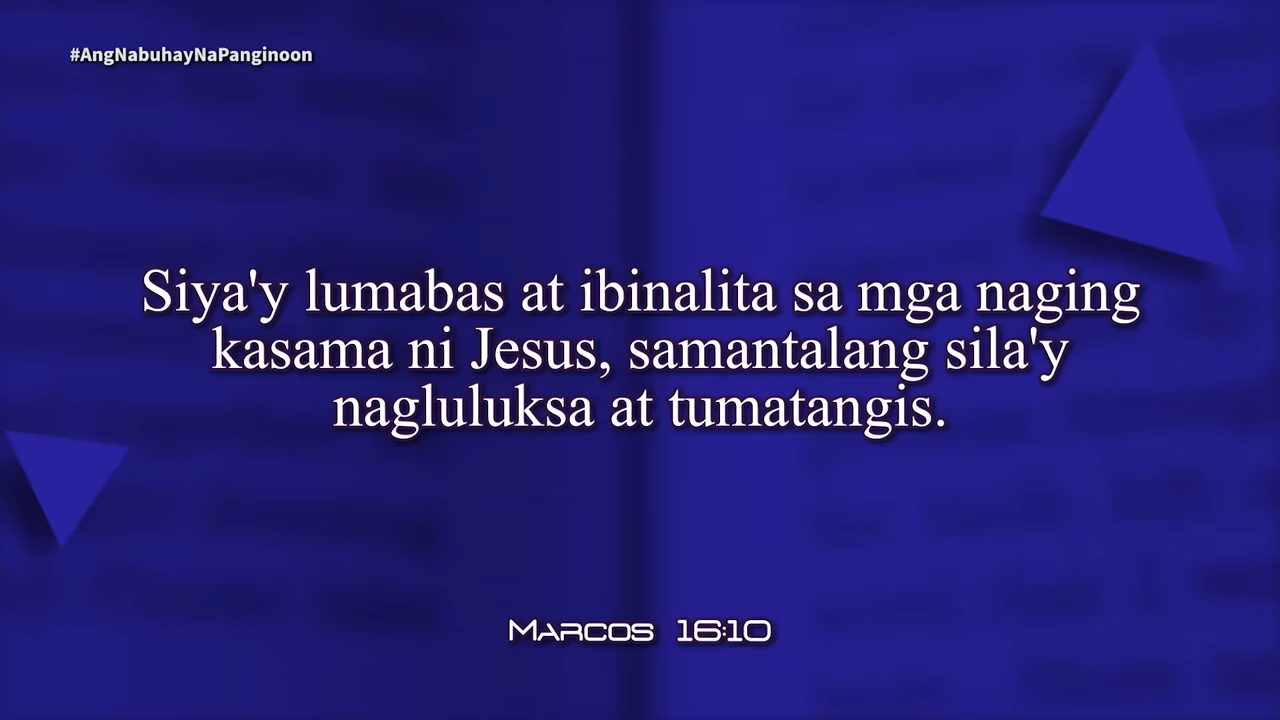 #AngNabuhayNaPanginoon
Siya'y lumabas at ibinalita sa mga naging
kasama ni Jesus, samantalang sila'y
nagluluksa at tumatangis.
Marcos 16:10